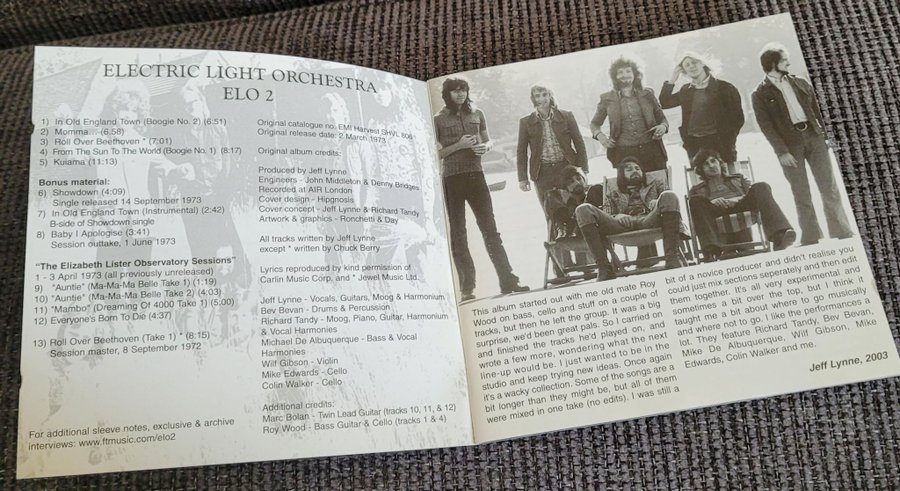 ELECTRIC LIGHT ORCHESTRA
ELO 2
1) In Old England Town (Boogie No. 2) (6:51)
2) Momma... (6.58)
3) Roll Over Beethoven * (7:01)
4) From The Sun To The World (Boogie No. 1) (8:17)
5) Kuiama (11:13)
Bonus material:
6) Showdown (4:09)
Single released 14 September 1973
7) In Old England Town (Instrumental) (2:42)
B-side of Showdown single
8) Baby I Apologise (3:41)
Session outtake, 1 June 1973
"The Elizabeth Lister Observatory Sessions"
1 - 3 April 1973 (all previously unreleased)
9) "Auntie" (Ma-Ma-Ma Belle Take 1) (1:19)
10) "Auntie" (Ma-Ma-Ma Belle Take 2) (4:03)
11) "Mambo" (Dreaming Of 4000 Take 1) (5:00)
12) Everyone's Born To Die (4:37)
13) Roll Over Beethoven (Take 1) * (8:15)
Session master, 8 September 1972
For additional sleeve notes, exclusive & archive
interviews: www.ftmusic.com/elo2
Original catalogue no: EMI Harvest SHVL 806
Original release date: 2 March 1973
Original album credits:
Produced by Jeff Lynne
Engineers - John Middleton & Denny Bridges
Recorded at AIR London
Cover design - Hipgnosis
Cover concept - Jeff Lynne & Richard Tandy
Artwork & graphics - Ronchetti & Day
All tracks written by Jeff Lynne
except * written by Chuck Berry
Lyrics reproduced by kind permission of
Carlin Music Corp. and * Jewel Music Ltd.
Jeff Lynne - Vocals, Guitars, Moog & Harmonium
Bev Bevan - Drums & Percussion
Richard Tandy - Moog, Piano, Guitar, Harmonium
& Vocal Harmonies
Michael De Albuquerque - Bass & Vocal
Harmonies
Wilf Gibson - Violin
Mike Edwards - Cello
Colin Walker - Cello
Additional credits:
Marc Bolan - Twin Lead Guitar (tracks 10, 11, & 12)
Roy Wood - Bass Guitar & Cello (tracks 1 & 4)
This album started out with me old mate Roy
Wood on bass, cello and stuff on a couple of
tracks, but then he left the group. It was a big
surprise, we'd been great pals. So I carried on
and finished the tracks he'd played on, and
wrote a few more, wondering what the next
line-up would be. I just wanted to be in the
studio and keep trying new ideas. Once again
it's a wacky collection. Some of the songs are a
bit longer than they might be, but all of them
were mixed in one take (no edits). I was still a
bit of a novice producer and didn't realise you
could just mix sections seperately and then edit
them together. It's all very experimental and
sometimes a bit over the top, but I think it
taught me a bit about where to go musically
and where not to go. I like the performances a
lot. They feature Richard Tandy, Bev Bevan,
Mike De Albuquerque, Wilf Gibson, Mike
Edwards, Colin Walker and me.
Jeff Lynne, 2003